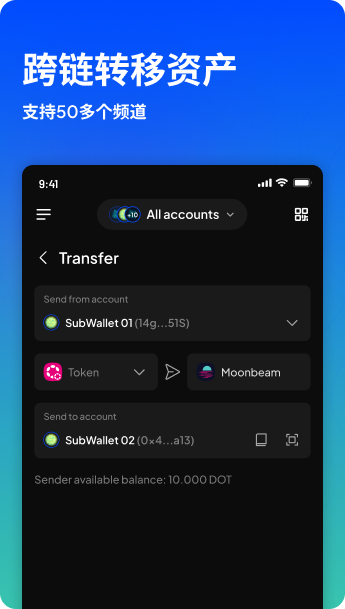 跨链转移资产
支持50多个频道
9:41
+10 All accounts
Transfer
Send from account
SubWallet 01 (14g...51S)
Token
Moonbeam
Send to account
SubWallet 02 (0x4...a13)
Sender available balance: 10.000 DOT